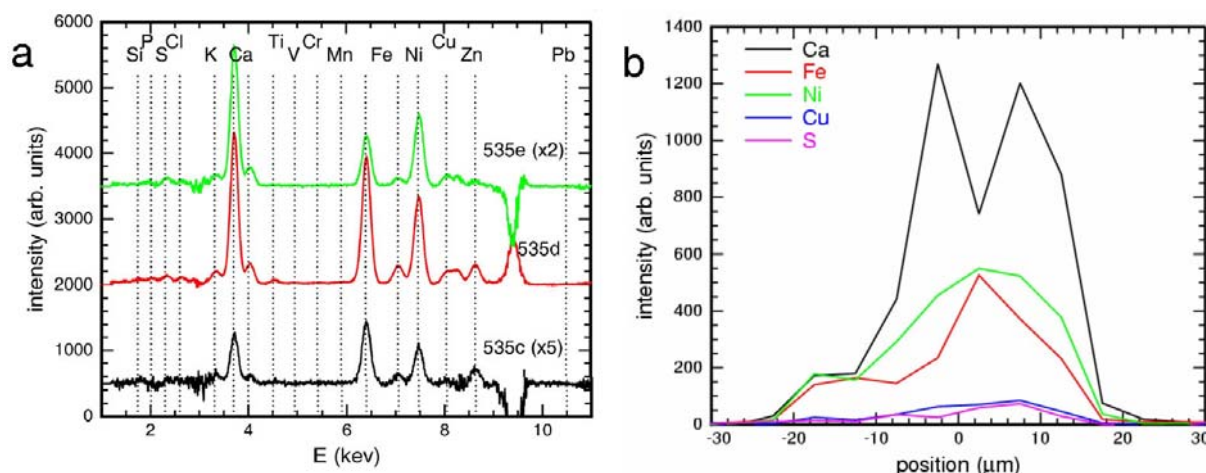 a
6000
5000
4000
3000
2000
1000
0
intensity (arb. units)
P Cl Ti Cr Cu
Si S K Ca V Mn Fe Ni Zn Pb
535e (x2)
535d
535c (x5)
2 4 6 8 10
E (kev)
b
1400
1200
1000
800
600
400
200
0
intensity (arb. units)
Ca
Fe
Ni
Cu
S
-30 -20 -10 0 10 20 30
position (μm)